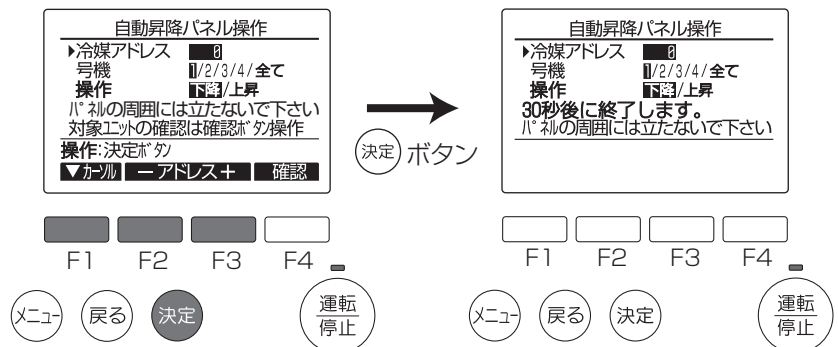 自動昇降パネル操作
▶冷媒アドレス 0
号機 1/2/3/4/全て
操作 下降/上昇
パネルの周囲には立たないで下さい
対象ユニットの確認は確認ボタン操作
操作:決定ボタン
▼カーソル －アドレス＋ 確認
F1 F2 F3 F4
メニュー 戻る 決定 運転
停止
決定 ボタン
自動昇降パネル操作
▶冷媒アドレス 0
号機 1/2/3/4/全て
操作 下降/上昇
30秒後に終了します。
パネルの周囲には立たないで下さい
F1 F2 F3 F4
メニュー 戻る 決定 運転
停止